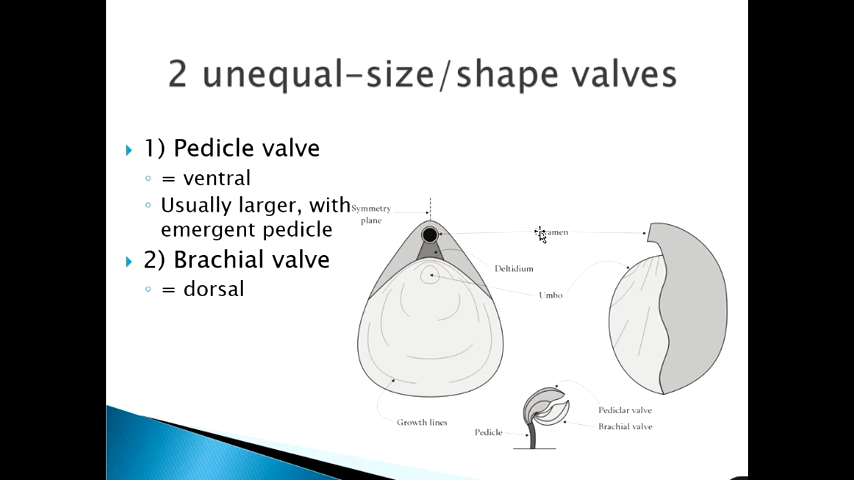 2 unequal-size/shape valves
1) Pedicle valve
= ventral
Usually larger, with
emergent pedicle
2) Brachial valve
= dorsal
Symmetry
plane
Deltidium
Umbo
Growth lines
Pedicle
Pediclar valve
Brachial valve